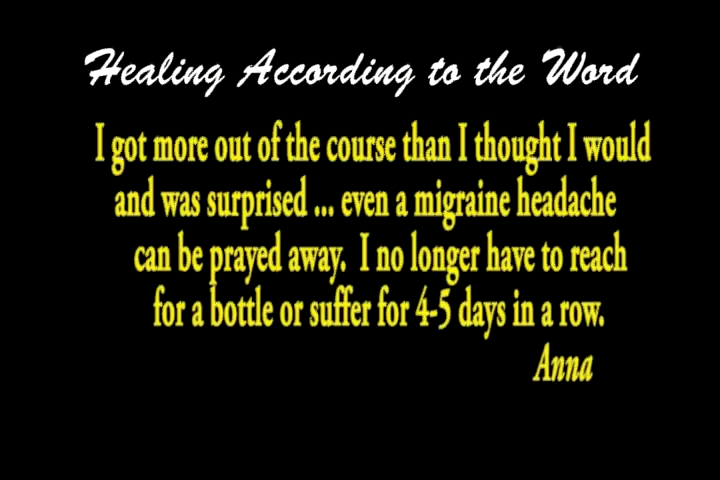 Healing According to the Word
I got more out of the course than I thought I would
and was surprised ... even a migraine headache
can be prayed away. I no longer have to reach
for a bottle or suffer for 4-5 days in a row.
Anna